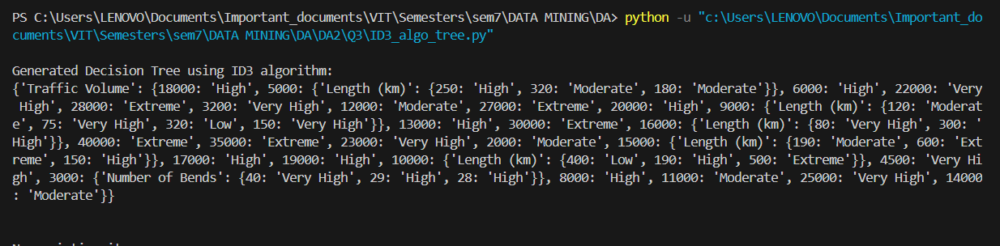 PS C:\Users\LENOVO\Documents\Important_documents\VIT\Semesters\sem7\DATA MINING\DA> python -u "c:\Users\LENOVO\Documents\Important_do
cuments\VIT\Semesters\sem7\DATA MINING\DA\DA2\Q3\ID3_algo_tree.py"
Generated Decision Tree using ID3 algorithm:
{'Traffic Volume': {18000: 'High', 5000: {'Length (km)': {250: 'High', 320: 'Moderate', 180: 'Moderate'}}, 6000: 'High', 22000: 'Very
 High', 28000: 'Extreme', 3200: 'Very High', 12000: 'Moderate', 27000: 'Extreme', 20000: 'High', 9000: {'Length (km)': {120: 'Moderat
e', 75: 'Very High', 320: 'Low', 150: 'Very High'}}, 13000: 'High', 30000: 'Extreme', 16000: {'Length (km)': {80: 'Very High', 300: '
High'}}, 40000: 'Extreme', 35000: 'Extreme', 23000: 'Very High', 2000: 'Moderate', 15000: {'Length (km)': {190: 'Moderate', 600: 'Ext
reme', 150: 'High'}}, 17000: 'High', 19000: 'High', 10000: {'Length (km)': {400: 'Low', 190: 'High', 500: 'Extreme'}}, 4500: 'Very Hi
gh', 3000: {'Number of Bends': {40: 'Very High', 29: 'High', 28: 'High'}}, 8000: 'High', 11000: 'Moderate', 25000: 'Very High', 14000
: 'Moderate'}}